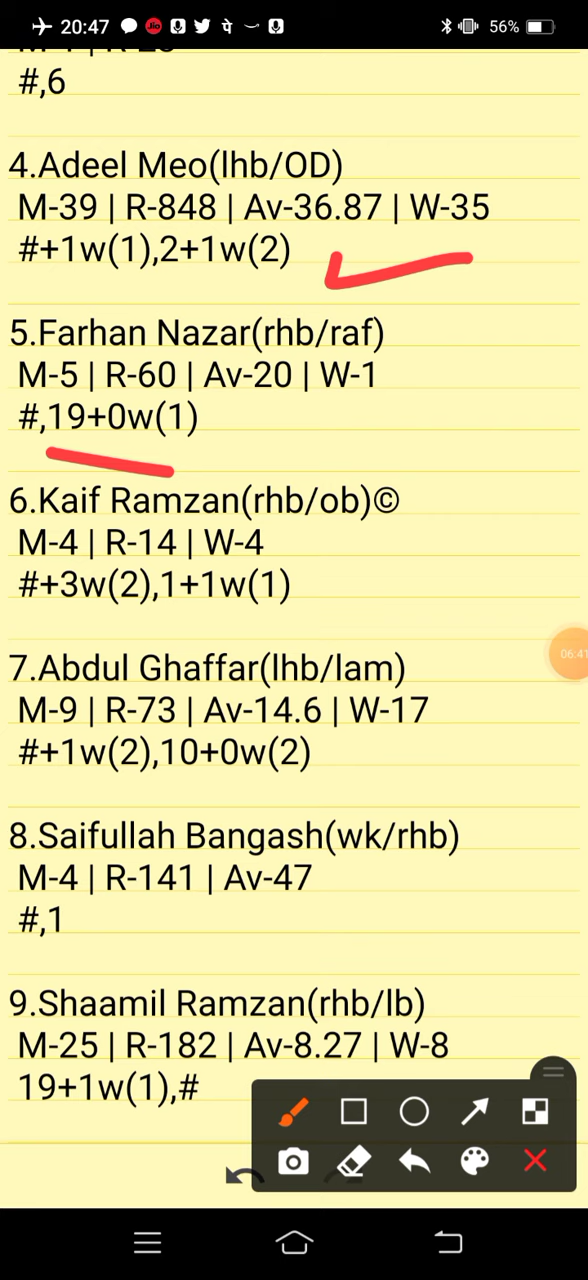 20:47
Jio
पे
56%
#,6
4.Adeel Meo(lhb/OD)
M-39 | R-848 | Av-36.87 | W-35
#+1w(1),2+1w(2)
5.Farhan Nazar(rhb/raf)
M-5 | R-60 | Av-20 | W-1
#,19+0w(1)
6.Kaif Ramzan(rhb/ob)©
M-4 | R-14 | W-4
#+3w(2),1+1w(1)
7.Abdul Ghaffar(lhb/lam)
M-9 | R-73 | Av-14.6 | W-17
#+1w(2),10+0w(2)
8.Saifullah Bangash(wk/rhb)
M-4 | R-141 | Av-47
#,1
9.Shaamil Ramzan(rhb/lb)
M-25 | R-182 | Av-8.27 | W-8
19+1w(1),#
06:41